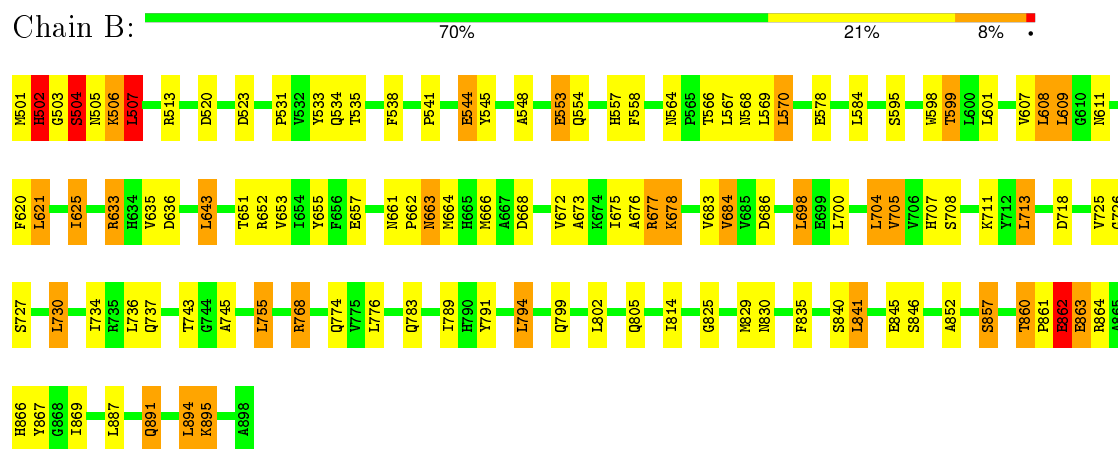 Chain B:
70% 21% 8% •
M501 H502 G503 S504 N505 K506 L507 R513 D520 D523 P531 V532 Y533 Q534 T535 F538 P541 E544 Y545 A548 E553 Q554 H557 F558 N564 P565 T566 L567 N568 L569 L570 E578 L584 S595 W598 T599 L600 L601 V607 L608 L609 G610 N611
F620 L621 I625 R633 H634 V635 D636 L643 T651 R652 V653 I654 Y655 F656 E657 N661 P662 N663 M664 H665 M666 A667 D668 V672 A673 K674 I675 A676 R677 K678 V683 V684 V685 D686 L698 E699 L700 L704 V705 V706 H707 S708 K711 Y712 L713 D718 V725 G726
S727 L730 I734 R735 L736 Q737 T743 G744 A745 L755 R768 Q774 V775 L776 Q783 I789 H790 Y791 L794 Q799 L802 Q805 I814 G825 M829 N830 F835 S840 L841 E845 S846 A852 S857 T860 P861 E862 E863 R864 A865
H866 Y867 G868 I869 L887 Q891 L894 K895 A898